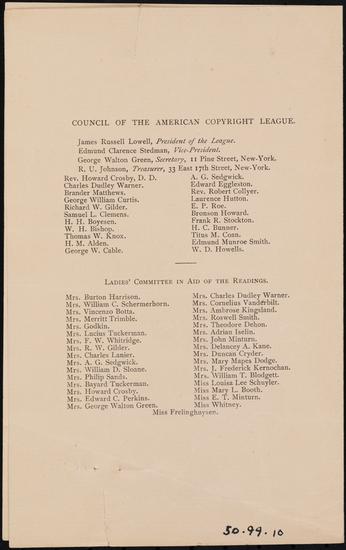 COUNCIL OF THE AMERICAN COPYRIGHT LEAGUE.
James Russell Lowell, President of the League.
Edmund Clarence Stedman, Vice-President.
George Walton Green, Secretary, 11 Pine Street, New-York.
R. U. Johnson, Treasurer, 33 East 17th Street, New-York.
Rev. Howard Crosby, D. D.
Charles Dudley Warner.
Brander Matthews.
George William Curtis.
Richard W. Gilder.
Samuel L. Clemens.
H. H. Boyesen.
W. H. Bishop.
Thomas W. Knox.
H. M. Alden.
George W. Cable.
A. G. Sedgwick.
Edward Eggleston.
Rev. Robert Collyer.
Laurence Hutton.
E. P. Roe.
Bronson Howard.
Frank R. Stockton.
H. C. Bunner.
Titus M. Coan.
Edmund Munroe Smith.
W. D. Howells.
LADIES' COMMITTEE IN AID OF THE READINGS.
Mrs. Burton Harrison.
Mrs. William C. Schermerhorn.
Mrs. Vincenzo Botta.
Mrs. Merritt Trimble.
Mrs. Godkin.
Mrs. Lucius Tuckerman.
Mrs. F. W. Whitridge.
Mrs. R. W. Gilder.
Mrs. Charles Lanier.
Mrs. A. G. Sedgwick.
Mrs. William D. Sloane.
Mrs. Philip Sands.
Mrs. Bayard Tuckerman.
Mrs. Howard Crosby.
Mrs. Edward C. Perkins.
Mrs. George Walton Green.
Mrs. Charles Dudley Warner.
Mrs. Cornelius Vanderbilt.
Mrs. Ambrose Kingsland.
Mrs. Roswell Smith.
Mrs. Theodore Dehon.
Mrs. Adrian Iselin.
Mrs. John Minturn.
Mrs. Delancey A. Kane.
Mrs. Duncan Cryder.
Mrs. Mary Mapes Dodge.
Mrs. J. Frederick Kernochan.
Mrs. William T. Blodgett.
Miss Louisa Lee Schuyler.
Miss Mary L. Booth.
Miss E. T. Minturn.
Miss Whitney.
Miss Frelinghuysen.
50.99.10